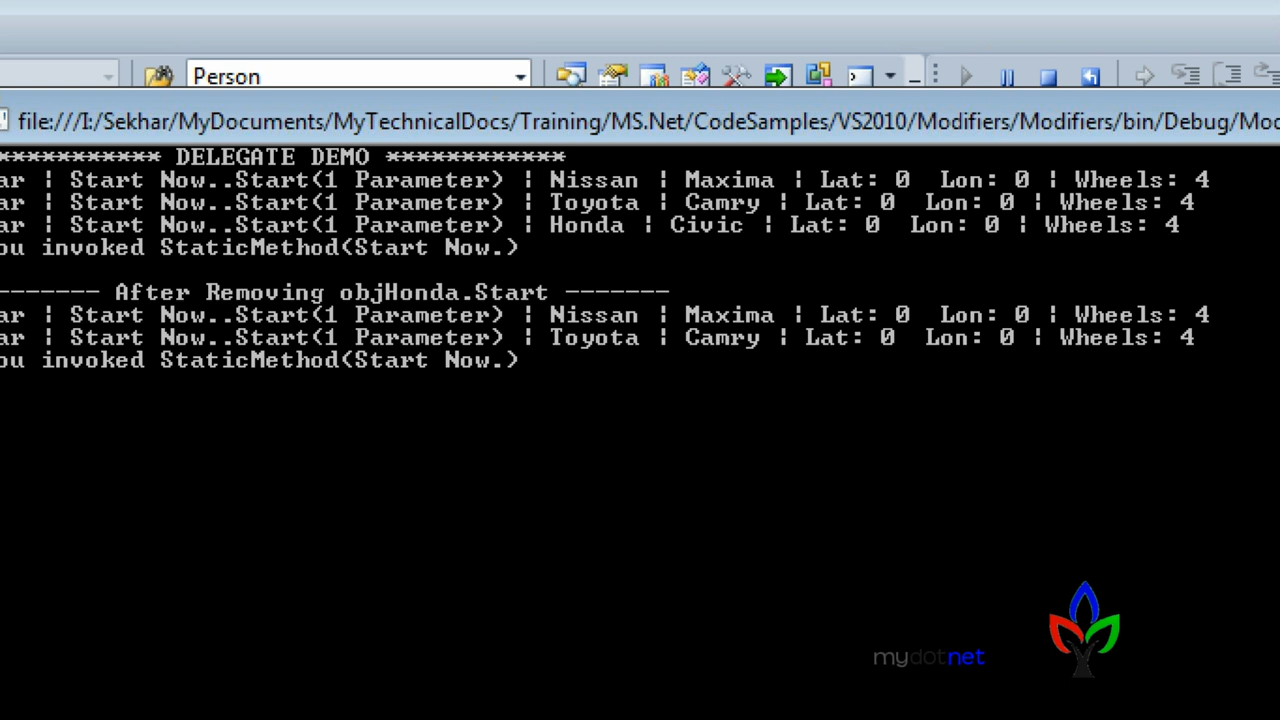 Person
file:///I:/Sekhar/MyDocuments/MyTechnicalDocs/Training/MS.Net/CodeSamples/VS2010/Modifiers/Modifiers/bin/Debug/Mod
*********** DELEGATE DEMO ************
ar | Start Now..Start(1 Parameter) | Nissan | Maxima | Lat: 0  Lon: 0 | Wheels: 4
ar | Start Now..Start(1 Parameter) | Toyota | Camry | Lat: 0  Lon: 0 | Wheels: 4
ar | Start Now..Start(1 Parameter) | Honda | Civic | Lat: 0  Lon: 0 | Wheels: 4
ou invoked StaticMethod(Start Now.)
------- After Removing objHonda.Start -------
ar | Start Now..Start(1 Parameter) | Nissan | Maxima | Lat: 0  Lon: 0 | Wheels: 4
ar | Start Now..Start(1 Parameter) | Toyota | Camry | Lat: 0  Lon: 0 | Wheels: 4
ou invoked StaticMethod(Start Now.)
mydotnet